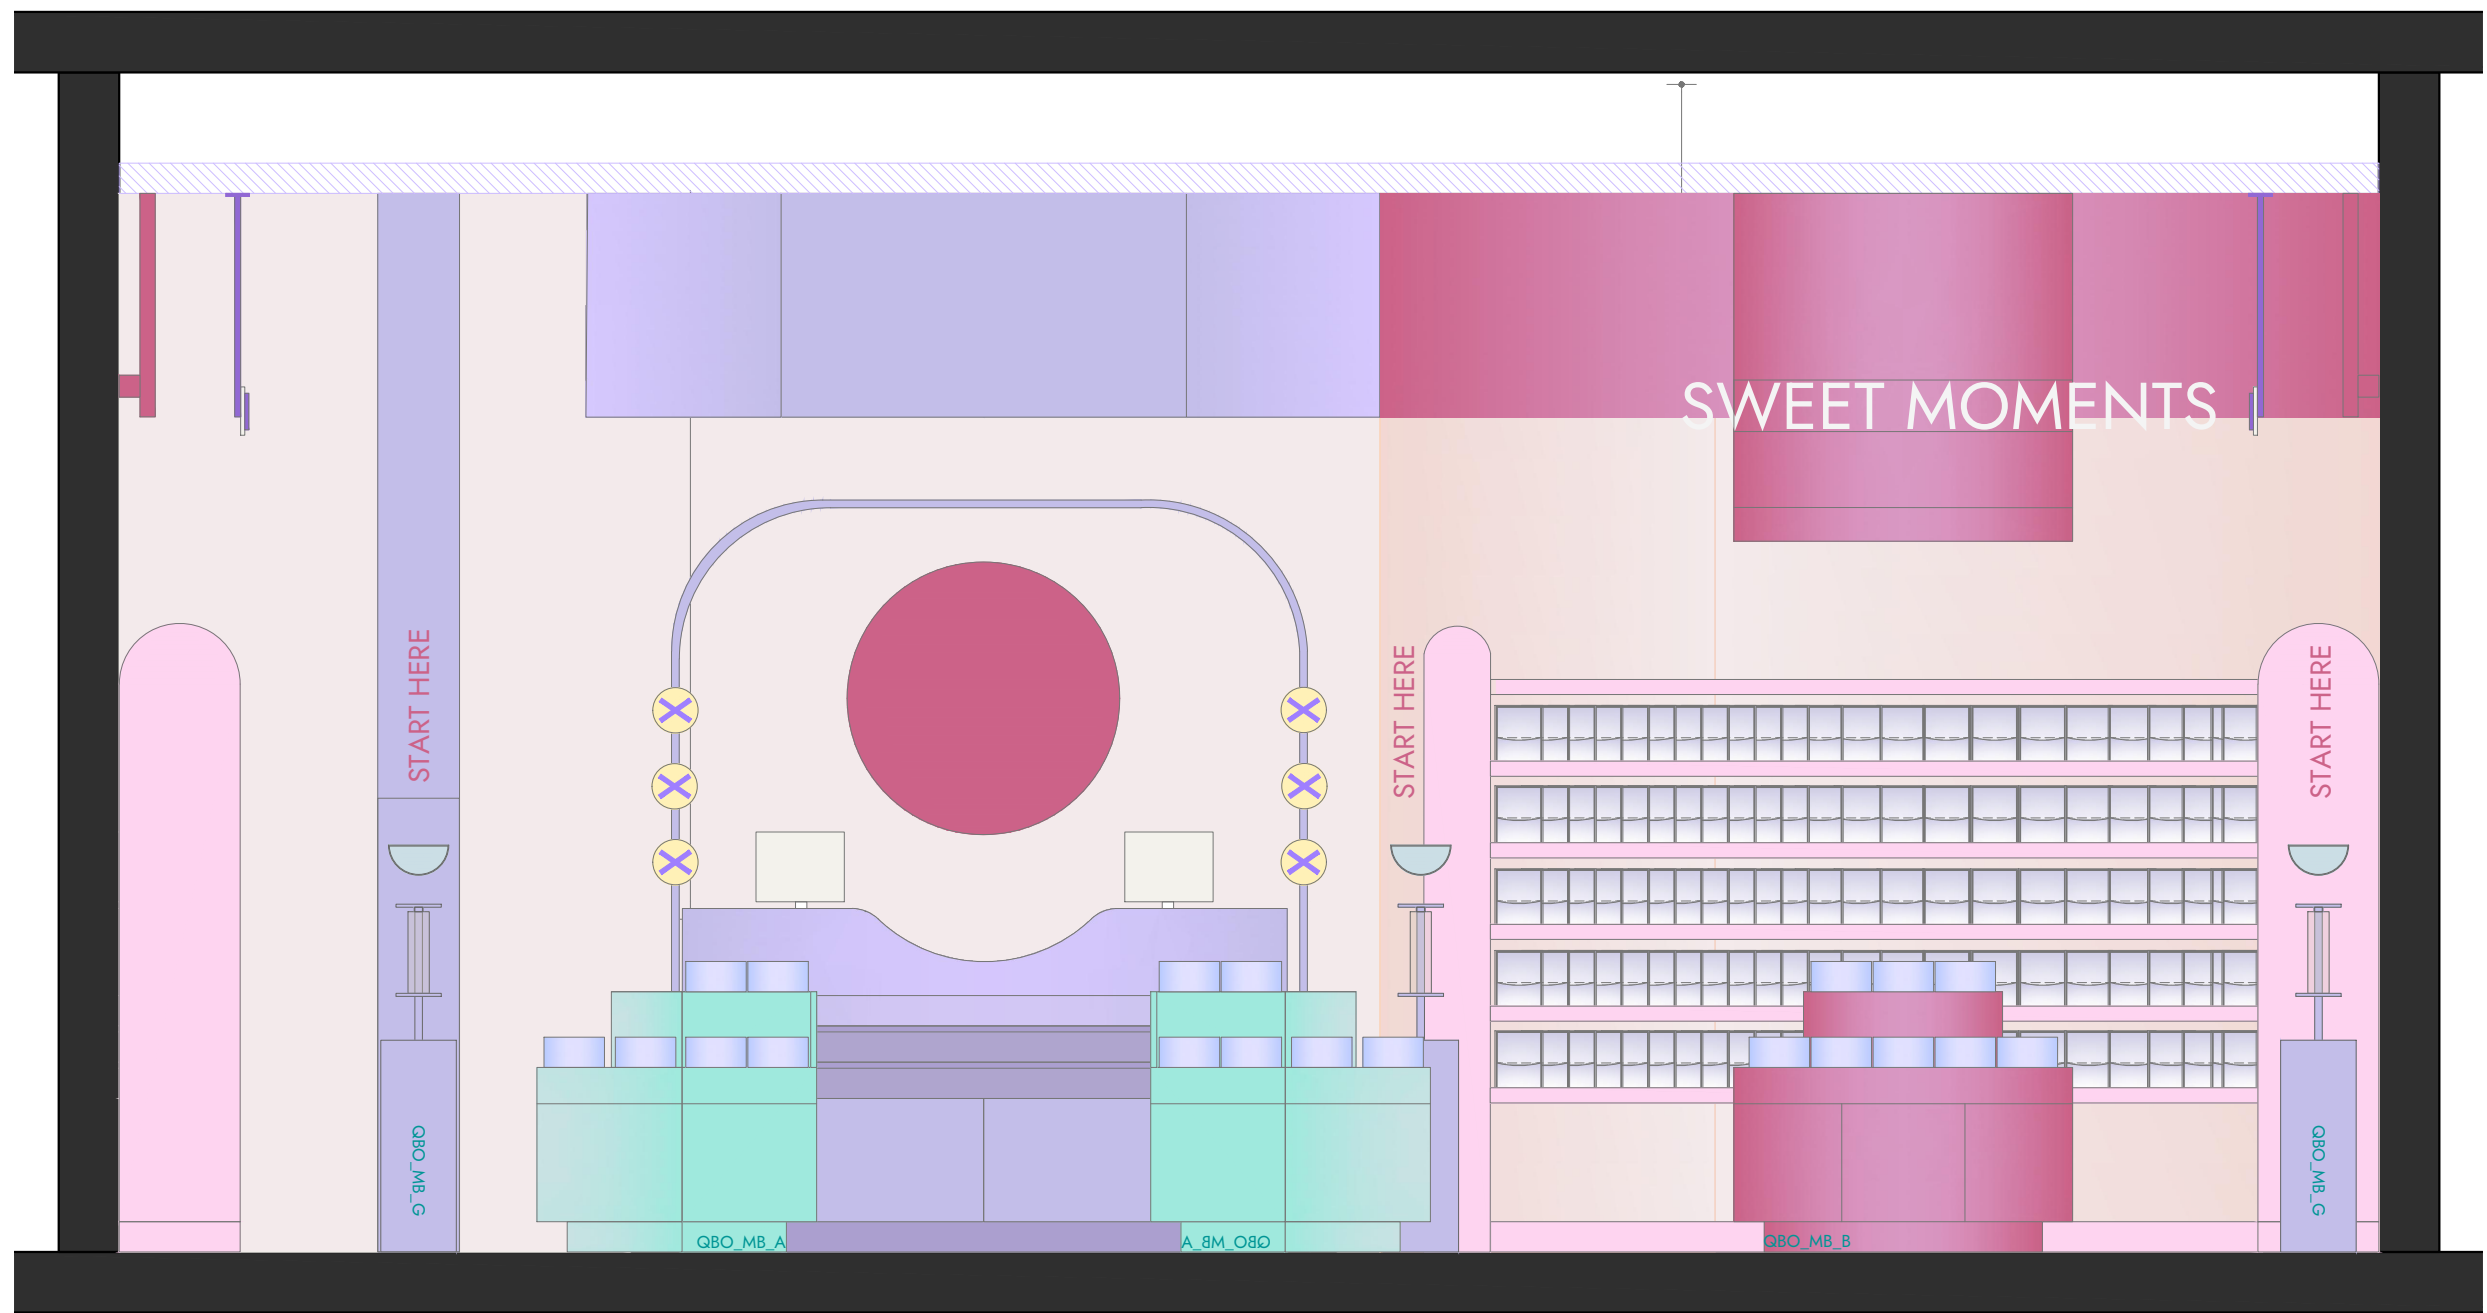 SWEET MOMENTS
START HERE
START HERE
START HERE
QBO_MB_G
QBO_MB_G
QBO_MB_A
QBO_MB_A
QBO_MB_B